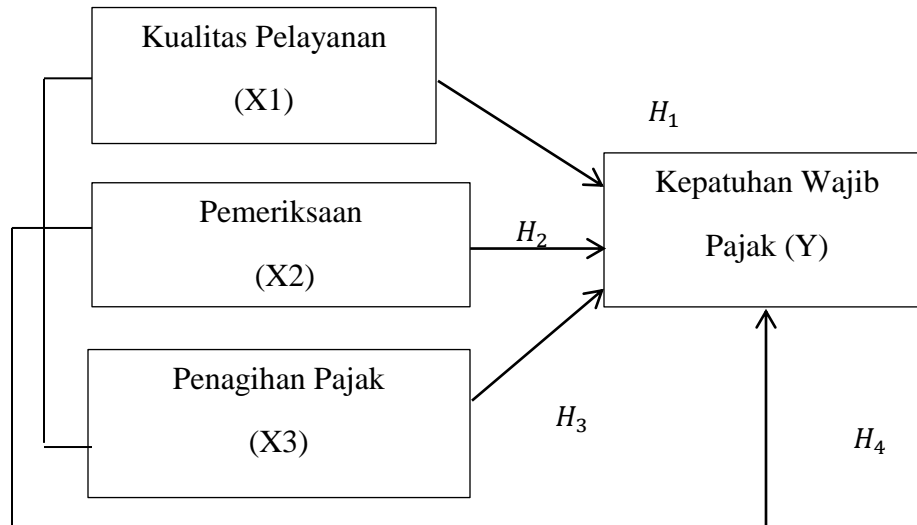 Kualitas Pelayanan
(X1)
H₁
Kepatuhan Wajib
Pajak (Y)
Pemeriksaan
(X2)
H₂
Penagihan Pajak
(X3)
H₃
H₄